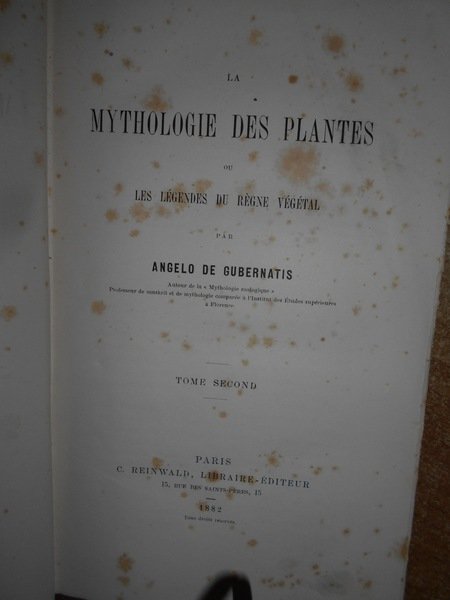 LA
MYTHOLOGIE DES PLANTES
OU
LES LÉGENDES DU RÈGNE VÉGÉTAL
PAR
ANGELO DE GUBERNATIS
Auteur de la « Mythologie zoologique »
Professeur de sanskrit et de mythologie comparée à l'Institut des Études supérieures
à Florence
TOME SECOND
PARIS
C. REINWALD, LIBRAIRE-ÉDITEUR
15, RUE DES SAINTS-PÈRES, 15
1882
Tous droits réservés